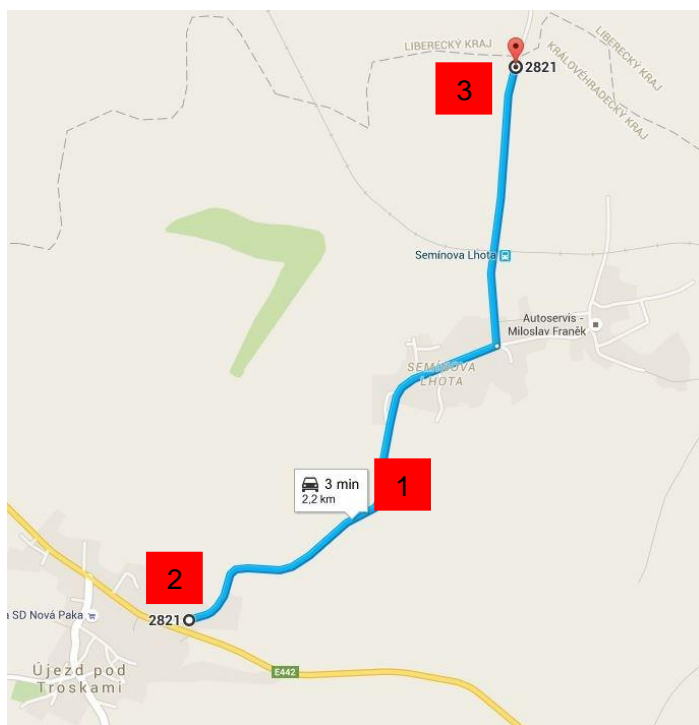 LIBERECKÝ KRAJ
LIBERECKÝ KRAJ
KRÁLOVÉHRADECKÝ KRAJ
2821
3
Semínova Lhota
Autoservis -
Miloslav Franěk
SEMÍNOVA
LHOTA
3 min
2,2 km
1
2
a SD Nová Paka
2821
Újezd pod
Troskami
E442